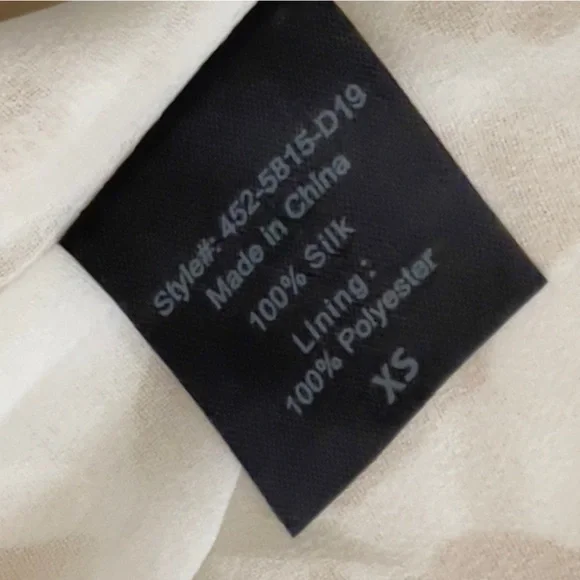 Style#: 452-5815-D19
Made in China
100% Silk
Lining:
100% Polyester
XS